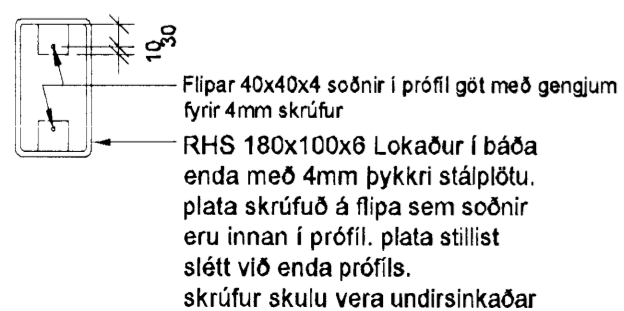 30
10
Flipar 40x40x4 soðnir í prófíl göt með gengjum
fyrir 4mm skrúfur
RHS 180x100x6 Lokaður í báða
enda með 4mm þykkri stálplötu.
plata skrúfuð á flipa sem soðnir
eru innan í prófíl. plata stillist
slétt við enda prófíls.
skrúfur skulu vera undirsinkaðar